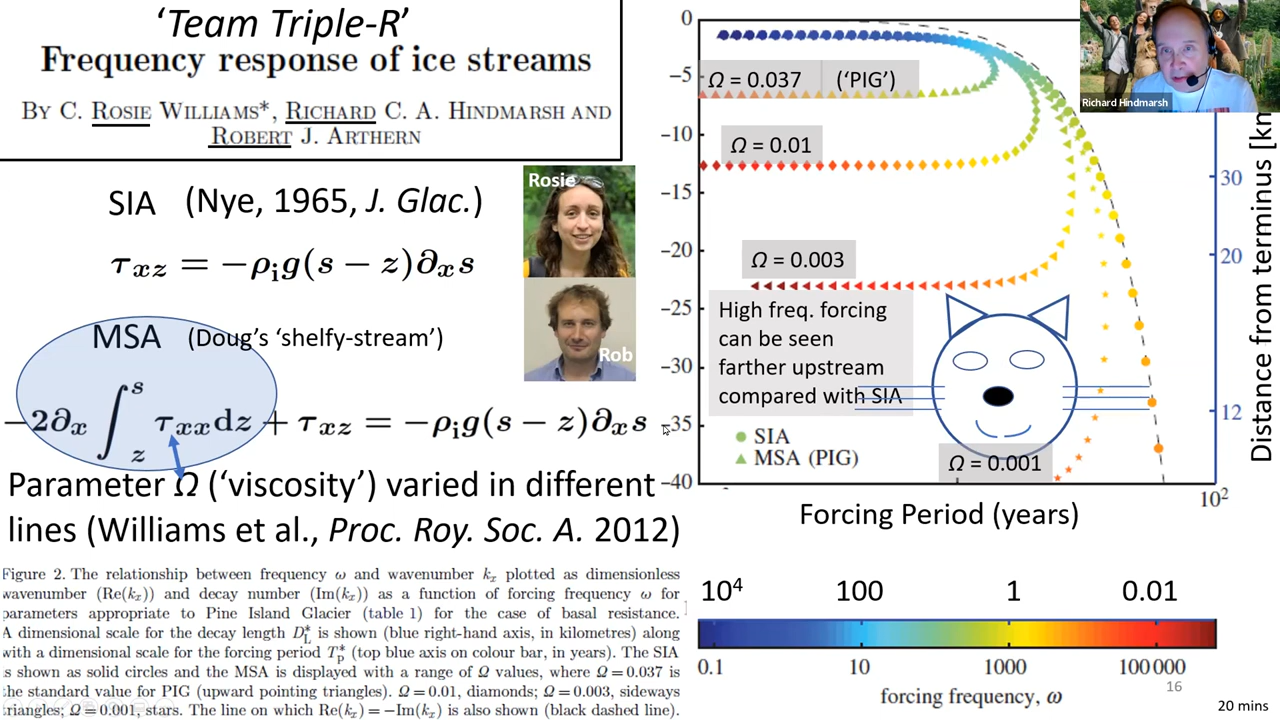 ‘Team Triple-R’
Frequency response of ice streams
BY C. ROSIE WILLIAMS*, RICHARD C. A. HINDMARSH AND
ROBERT J. ARTHERN
SIA (Nye, 1965, J. Glac.)
τxz = −ρig(s − z)∂xs
MSA (Doug’s ‘shelfy-stream’)
−2∂x ∫zs τxxdz + τxz = −ρig(s − z)∂xs
Parameter Ω (‘viscosity’) varied in different
lines (Williams et al., Proc. Roy. Soc. A. 2012)
Rosie
Rob
Figure 2. The relationship between frequency ω and wavenumber kx plotted as dimensionless
wavenumber (Re(kx)) and decay number (Im(kx)) as a function of forcing frequency ω for
parameters appropriate to Pine Island Glacier (table 1) for the case of basal resistance.
A dimensional scale for the decay length D*L is shown (blue right-hand axis, in kilometres) along
with a dimensional scale for the forcing period T*p (top blue axis on colour bar, in years). The SIA
is shown as solid circles and the MSA is displayed with a range of Ω values, where Ω = 0.037 is
the standard value for PIG (upward pointing triangles). Ω = 0.01, diamonds; Ω = 0.003, sideways
triangles; Ω = 0.001, stars. The line on which Re(kx) = −Im(kx) is also shown (black dashed line).
0
−5
−10
−15
−20
−25
−30
−35
−40
Ω = 0.037 (‘PIG’)
Ω = 0.01
Ω = 0.003
High freq. forcing
can be seen
farther upstream
compared with SIA
SIA
MSA (PIG)
Ω = 0.001
30
20
12
10²
Distance from terminus [km
Richard Hindmarsh
Forcing Period (years)
10⁴ 100 1 0.01
0.1 10 1000 100000
forcing frequency, ω
16
20 mins